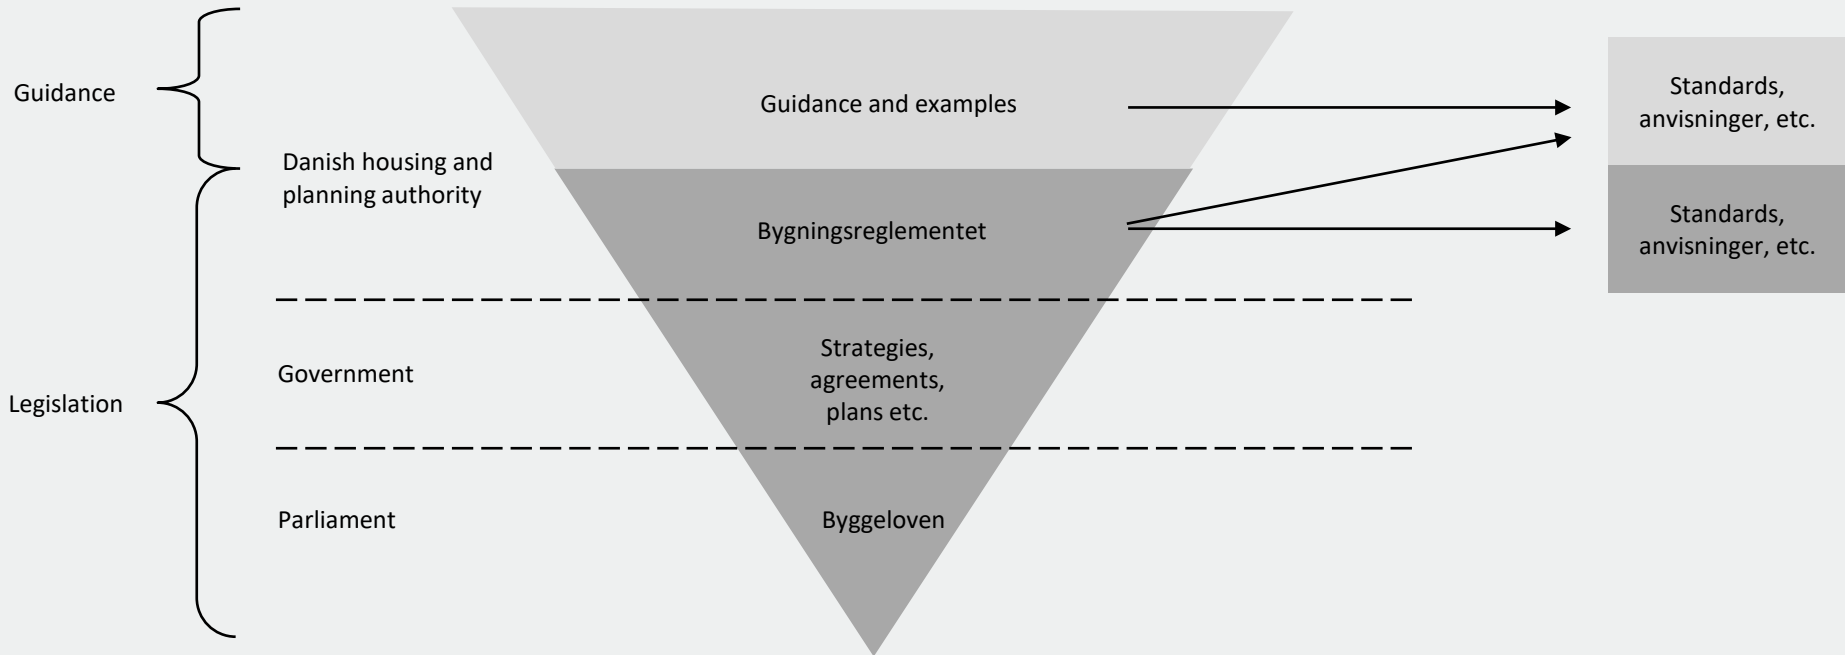 Guidance
Danish housing and
planning authority
Legislation
Government
Parliament
Guidance and examples
Bygningsreglementet
Strategies,
agreements,
plans etc.
Byggeloven
Standards,
anvisninger, etc.
Standards,
anvisninger, etc.